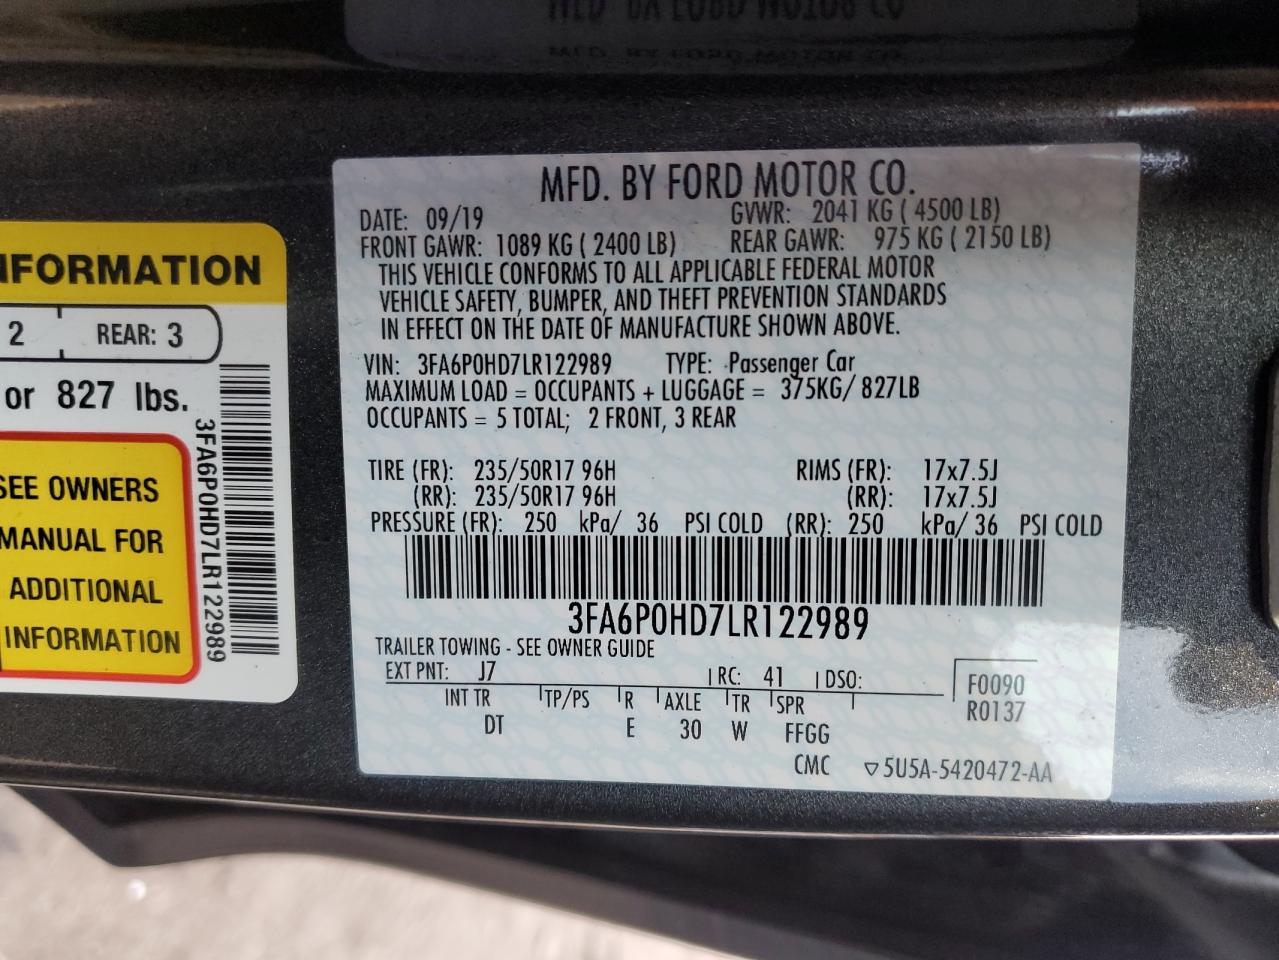 MFD. BY FORD MOTOR CO.
DATE: 09/19 GVWR: 2041 KG ( 4500 LB)
FRONT GAWR: 1089 KG ( 2400 LB) REAR GAWR: 975 KG ( 2150 LB)
THIS VEHICLE CONFORMS TO ALL APPLICABLE FEDERAL MOTOR
VEHICLE SAFETY, BUMPER, AND THEFT PREVENTION STANDARDS
IN EFFECT ON THE DATE OF MANUFACTURE SHOWN ABOVE.
VIN: 3FA6P0HD7LR122989 TYPE: Passenger Car
MAXIMUM LOAD = OCCUPANTS + LUGGAGE = 375KG/ 827LB
OCCUPANTS = 5 TOTAL; 2 FRONT, 3 REAR
TIRE (FR): 235/50R17 96H RIMS (FR): 17x7.5J
(RR): 235/50R17 96H (RR): 17x7.5J
PRESSURE (FR): 250 kPa/ 36 PSI COLD (RR): 250 kPa/ 36 PSI COLD
3FA6P0HD7LR122989
TRAILER TOWING - SEE OWNER GUIDE
EXT PNT: J7 RC: 41 DSO:
F0090
R0137
INT TR TP/PS R AXLE TR SPR
DT E 30 W FFGG
CMC ▽5U5A-5420472-AA
NFORMATION
2 REAR: 3
or 827 lbs.
SEE OWNERS
MANUAL FOR
ADDITIONAL
INFORMATION
3FA6P0HD7LR122989